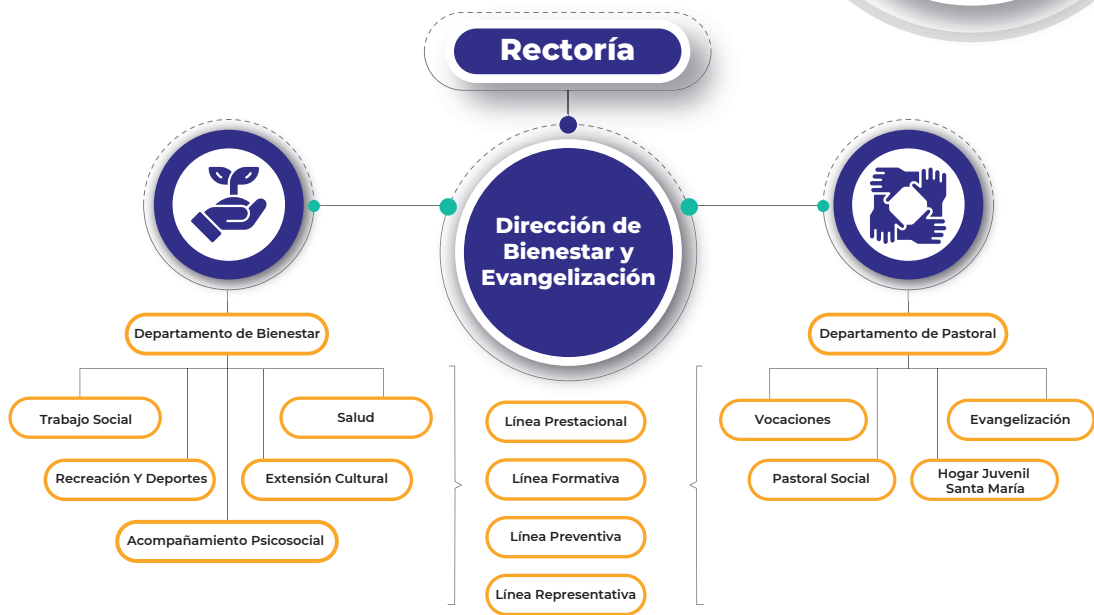 Rectoría
Dirección de
Bienestar y
Evangelización
Departamento de Bienestar
Trabajo Social
Salud
Recreación Y Deportes
Extensión Cultural
Acompañamiento Psicosocial
Línea Prestacional
Línea Formativa
Línea Preventiva
Línea Representativa
Departamento de Pastoral
Vocaciones
Evangelización
Pastoral Social
Hogar Juvenil
Santa María